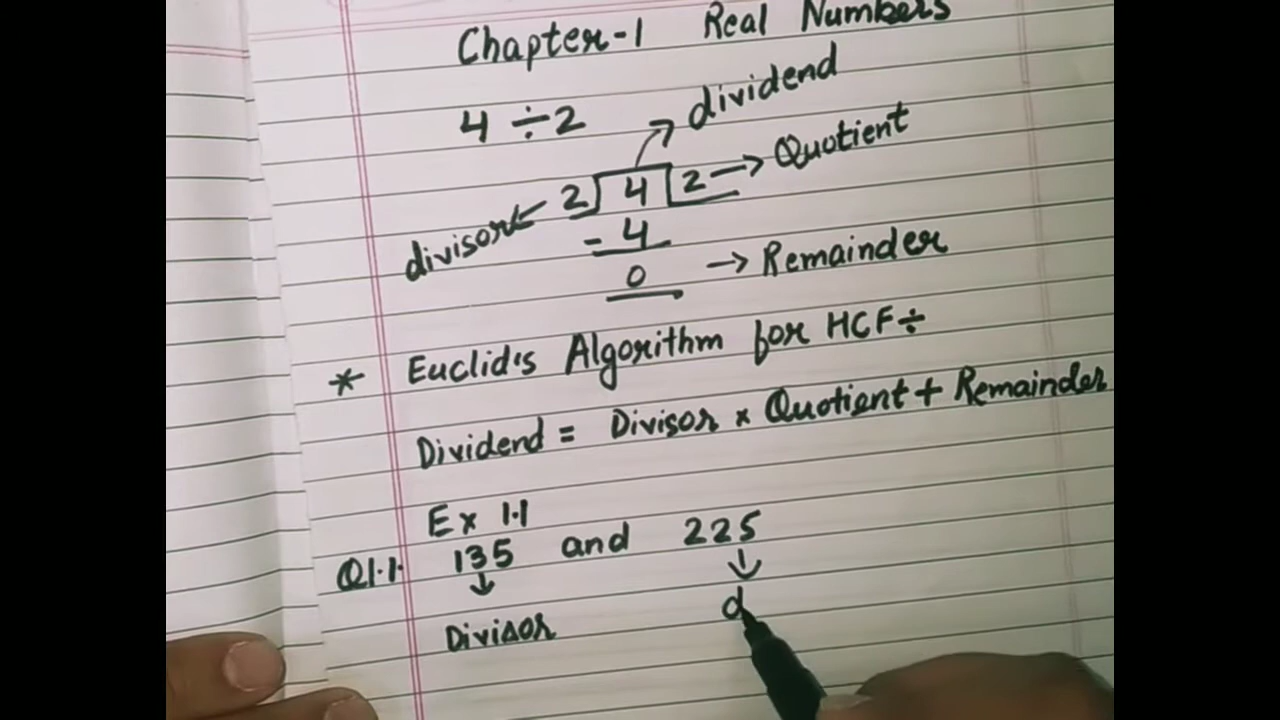 Chapter-1 Real Numbers
4 ÷ 2
dividend
2 4 2 → Quotient
divisor
- 4
0 → Remainder
* Euclid's Algorithm for HCF ÷
Dividend = Divisor × Quotient + Remainder
Ex 1.1
Q1.1. 135 and 225
Divisor d